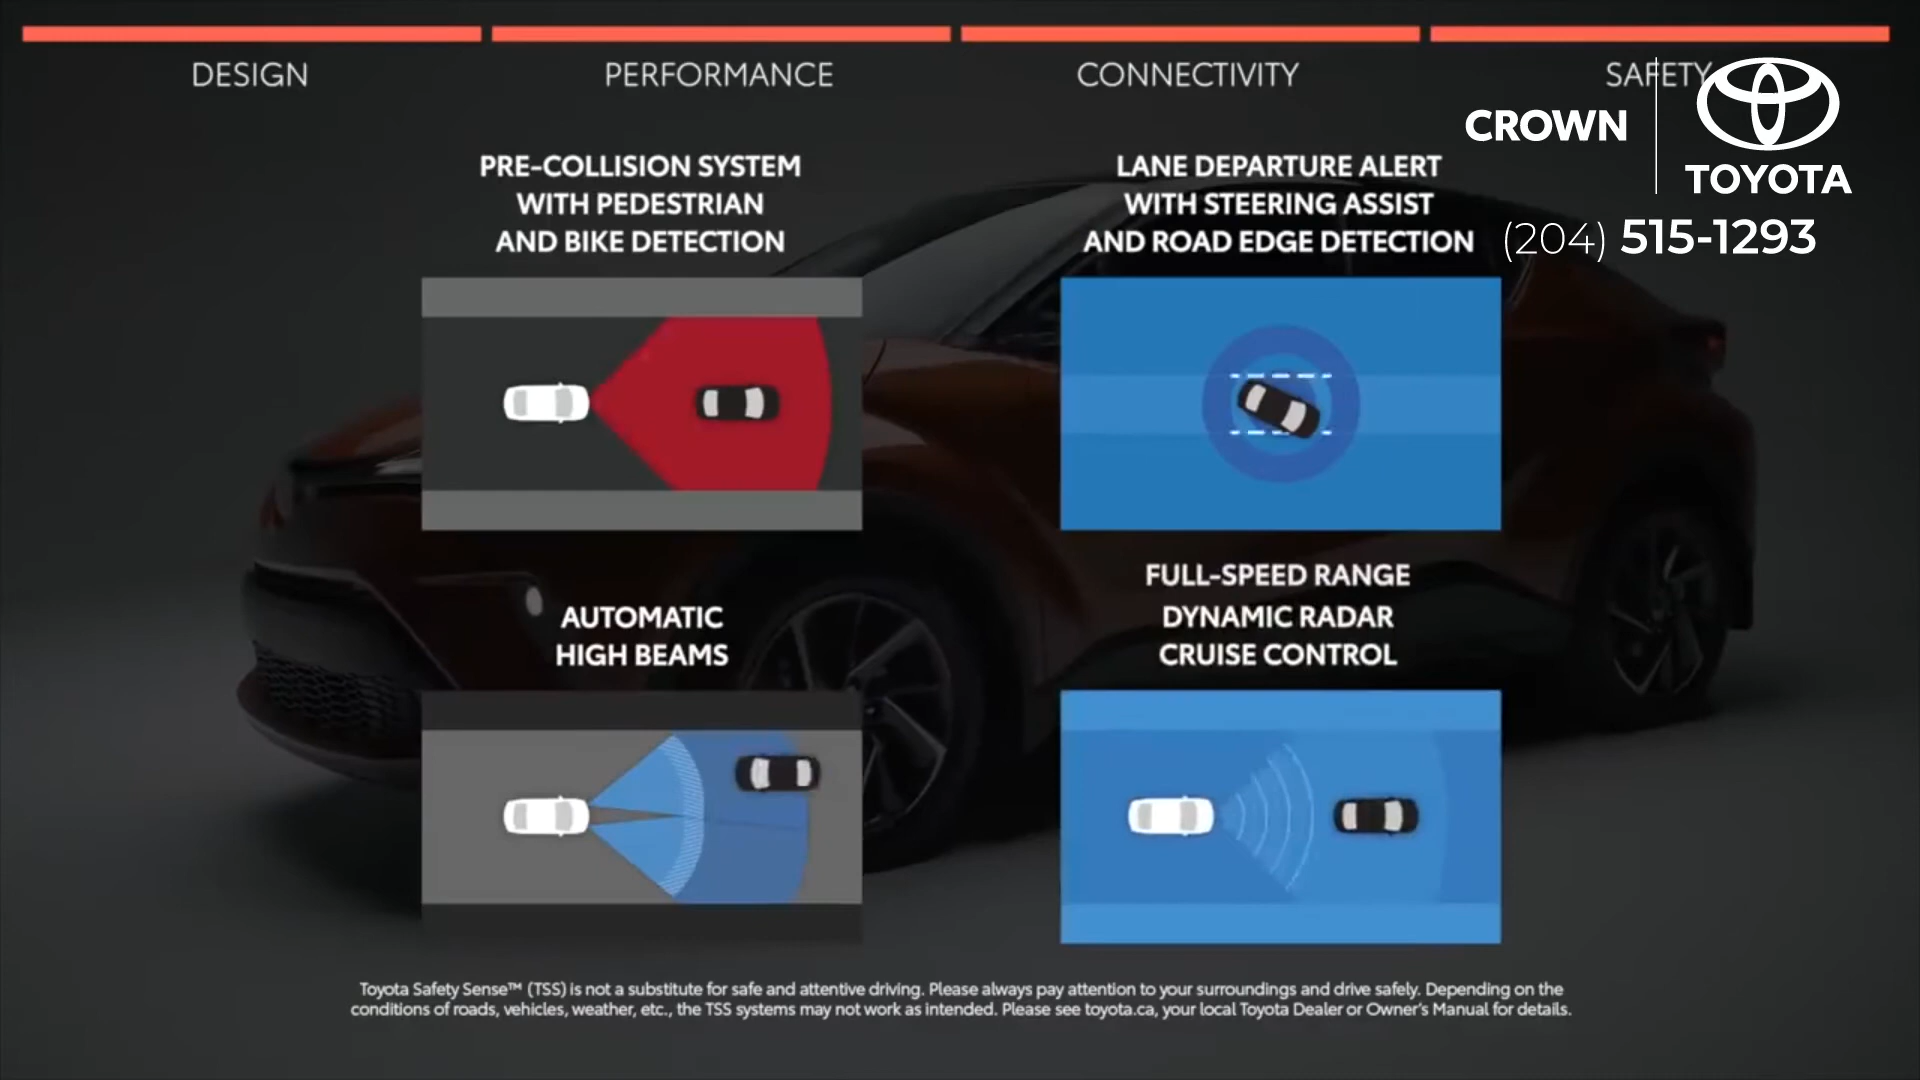 DESIGN
PERFORMANCE
CONNECTIVITY
SAFETY
CROWN
TOYOTA
(204) 515-1293
PRE-COLLISION SYSTEM
WITH PEDESTRIAN
AND BIKE DETECTION
LANE DEPARTURE ALERT
WITH STEERING ASSIST
AND ROAD EDGE DETECTION
AUTOMATIC
HIGH BEAMS
FULL-SPEED RANGE
DYNAMIC RADAR
CRUISE CONTROL
Toyota Safety Sense™ (TSS) is not a substitute for safe and attentive driving. Please always pay attention to your surroundings and drive safely. Depending on the
conditions of roads, vehicles, weather, etc., the TSS systems may not work as intended. Please see toyota.ca, your local Toyota Dealer or Owner's Manual for details.